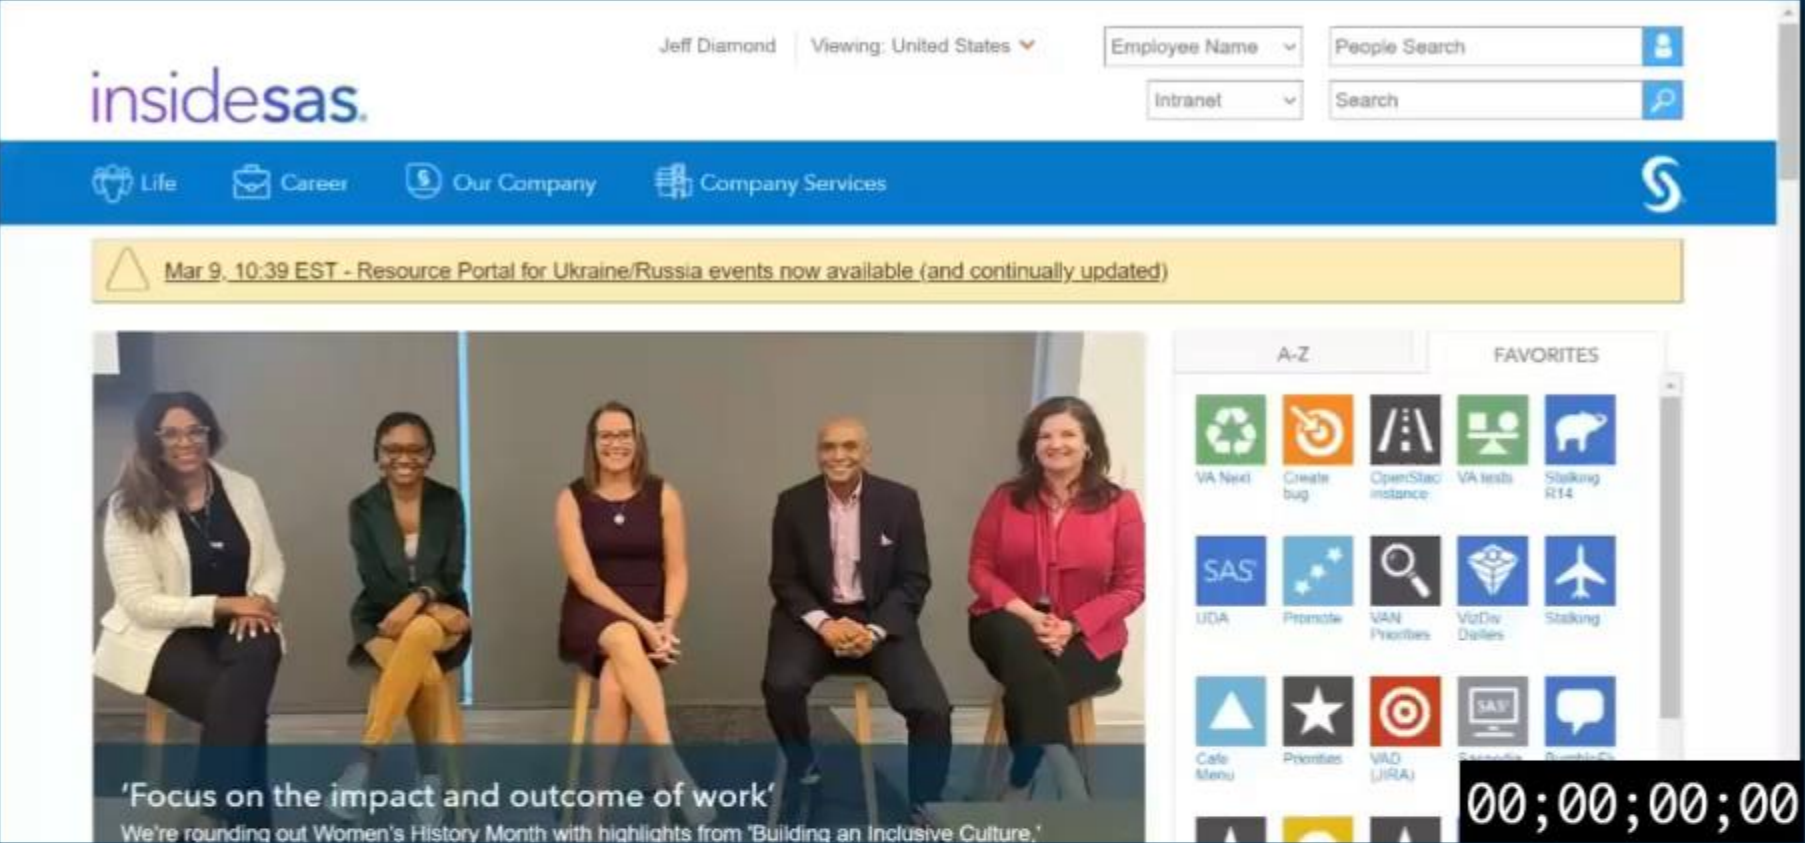 Jeff Diamond
Viewing: United States
Employee Name
People Search
insidesas.
Intranet
Search
Life
Career
Our Company
Company Services
Mar 9, 10:39 EST - Resource Portal for Ukraine/Russia events now available (and continually updated)
A-Z
FAVORITES
VA Next
Create
bug
OpenStac
instance
VA tests
Stalking
R14
SAS
UDA
Promote
VAN
Priorities
VizDiv
Dailies
Stalking
SAS
Cafe
Menu
Priorities
VAD
(JIRA)
'Focus on the impact and outcome of work'
We're rounding out Women's History Month with highlights from 'Building an Inclusive Culture,'
00;00;00;00